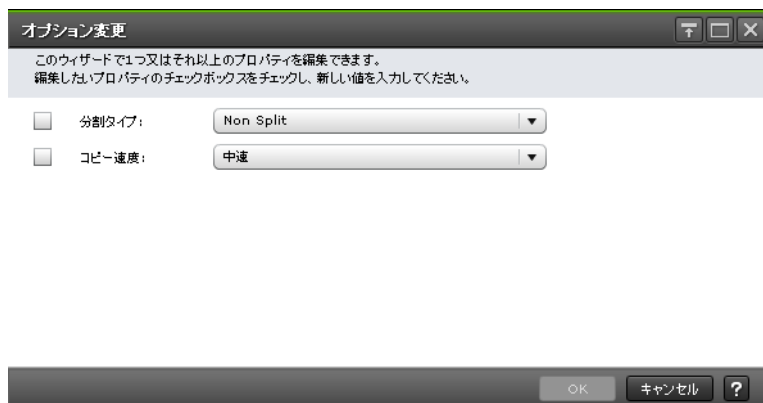 オプション変更
このウィザードで1つ又はそれ以上のプロパティを編集できます。
編集したいプロパティのチェックボックスをチェックし、新しい値を入力してください。
分割タイプ: Non Split
コピー速度: 中速
OK キャンセル ?